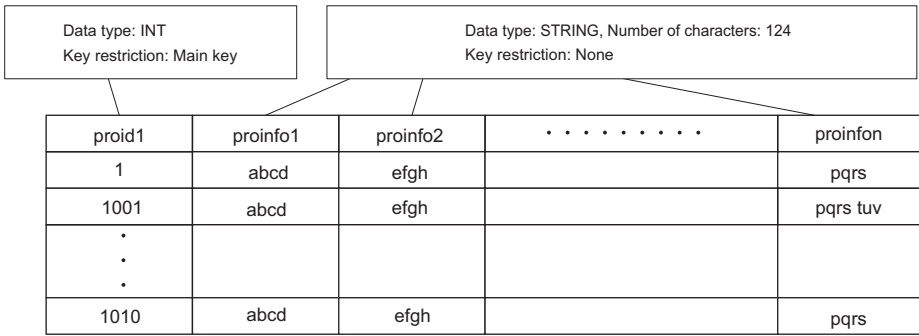 Data type: INT
Key restriction: Main key
Data type: STRING, Number of characters: 124
Key restriction: None
proid1 proinfo1 proinfo2 · · · · · · · · · proinfon
1 abcd efgh pqrs
1001 abcd efgh pqrs tuv
·
·
·
1010 abcd efgh pqrs